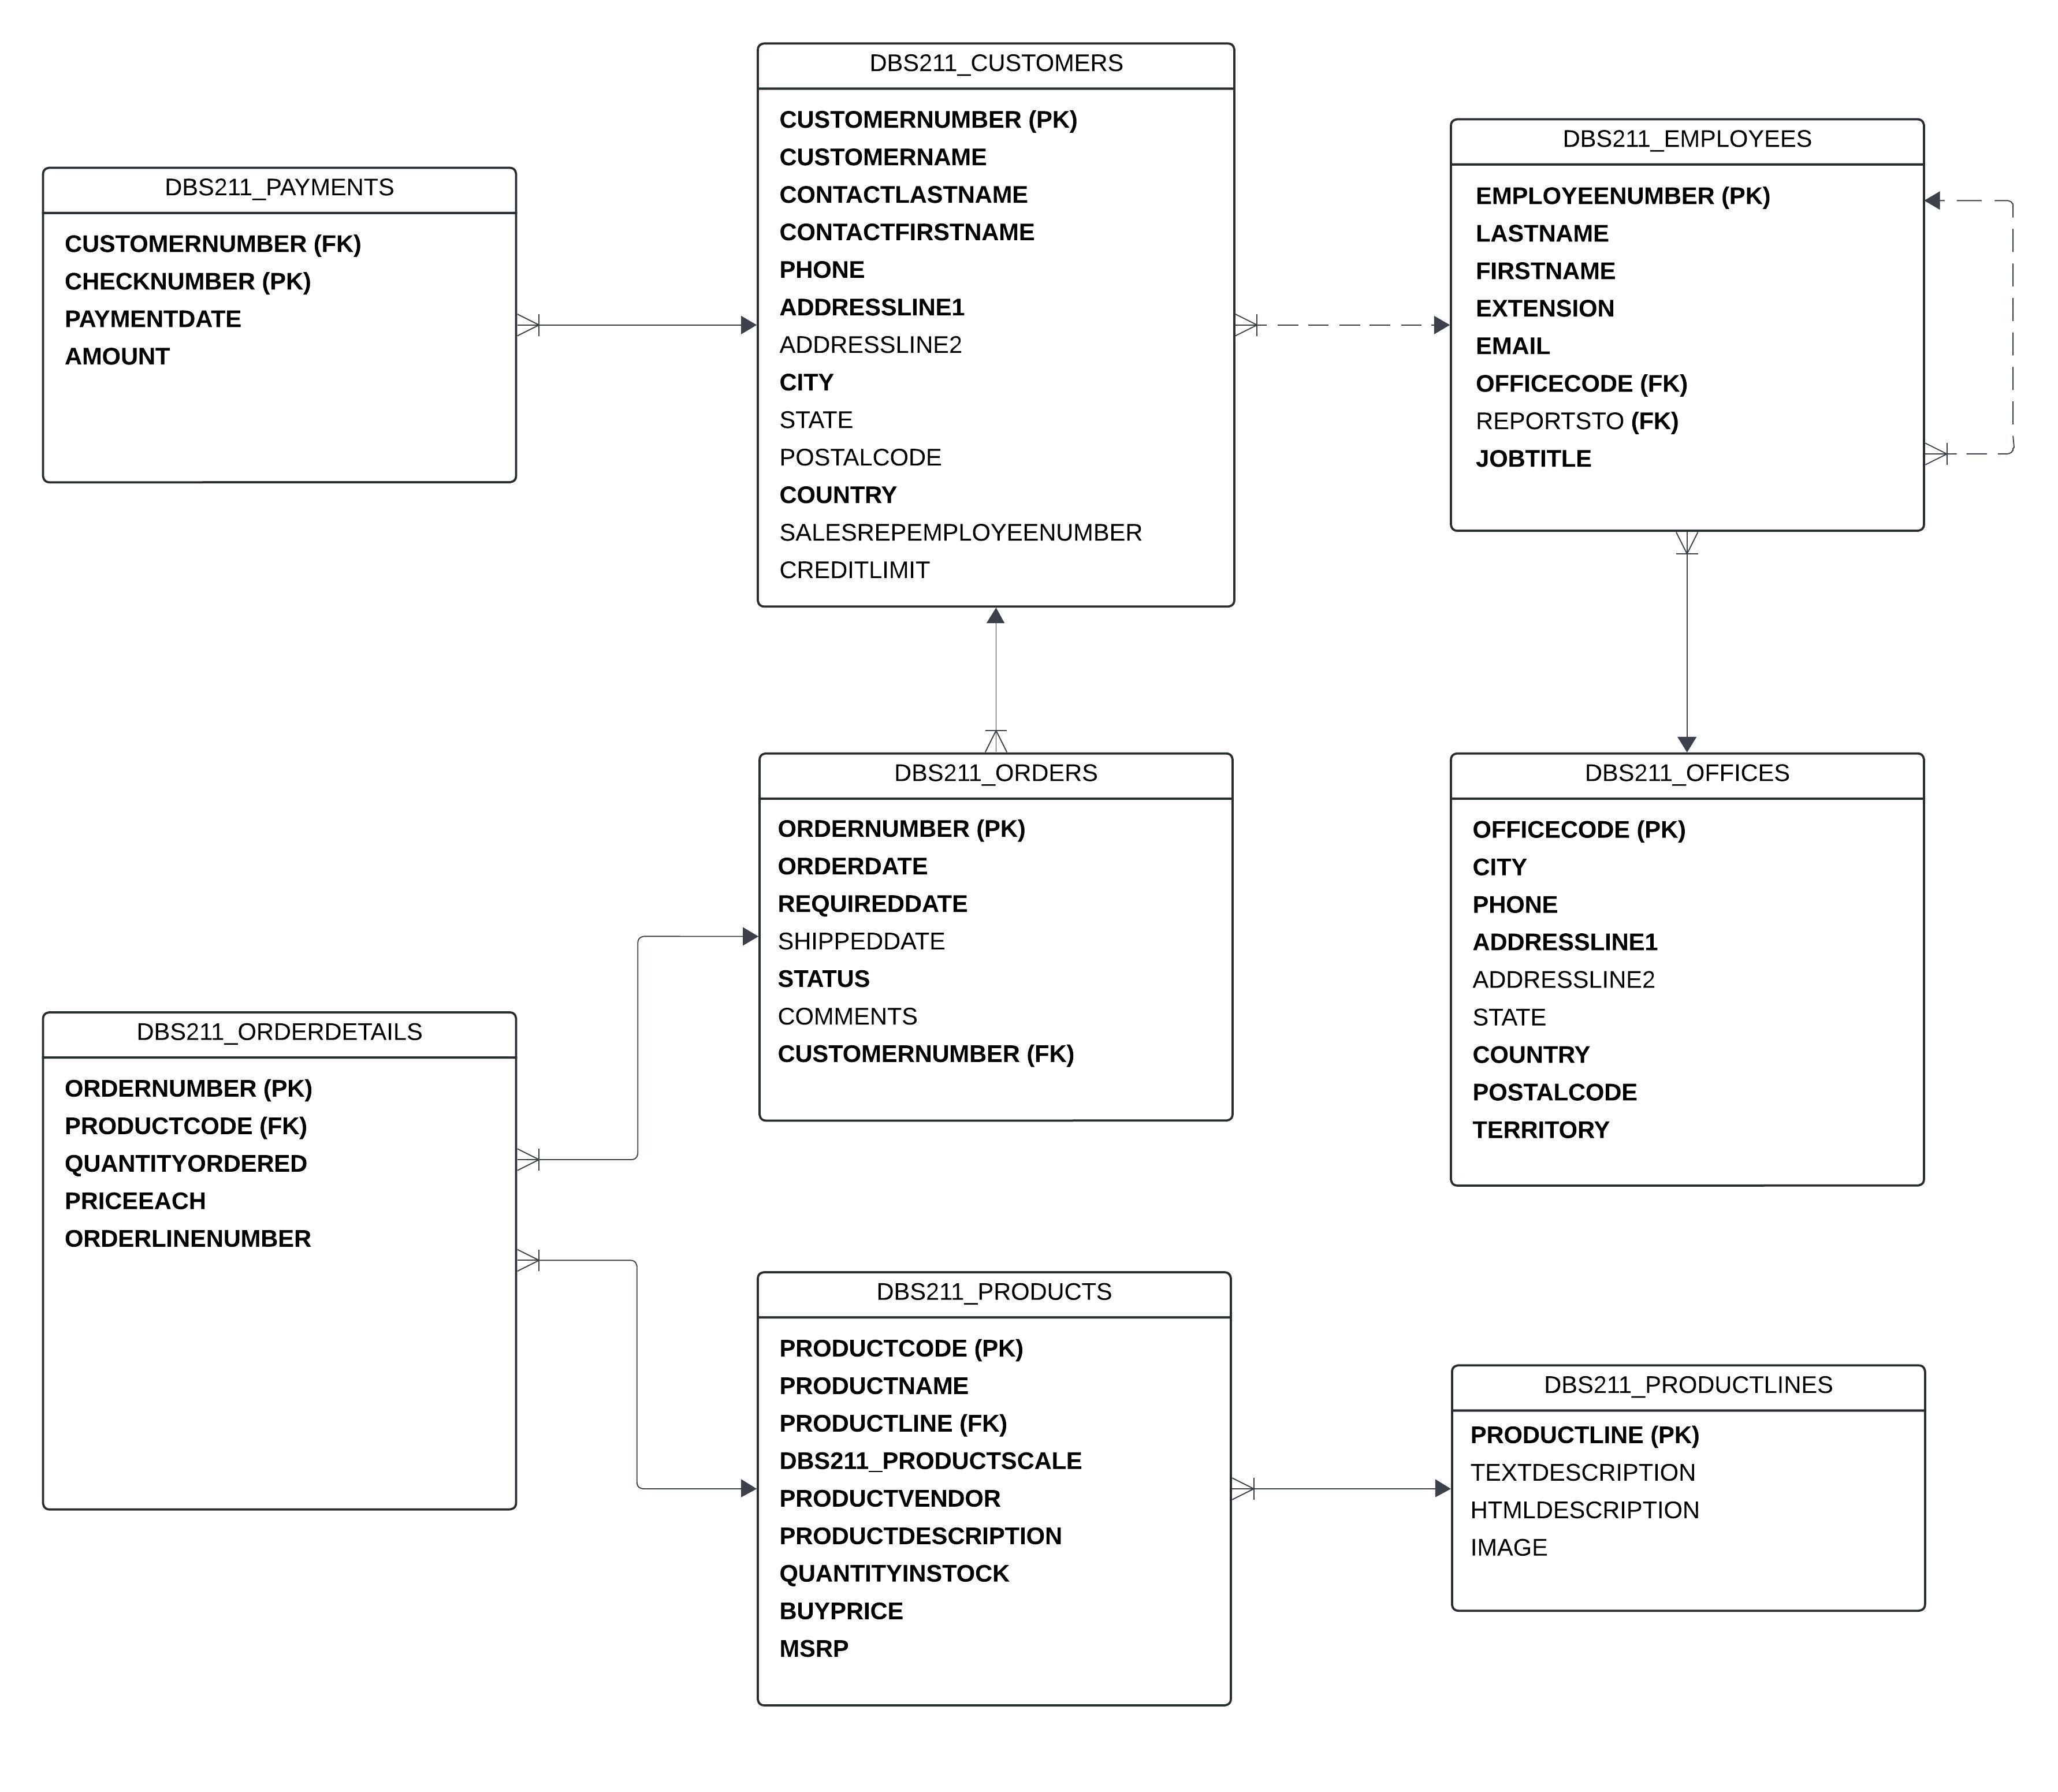 DBS211_CUSTOMERS
CUSTOMERNUMBER (PK)
CUSTOMERNAME
CONTACTLASTNAME
CONTACTFIRSTNAME
PHONE
ADDRESSLINE1
ADDRESSLINE2
CITY
STATE
POSTALCODE
COUNTRY
SALESREPEMPLOYEENUMBER
CREDITLIMIT
DBS211_EMPLOYEES
EMPLOYEENUMBER (PK)
LASTNAME
FIRSTNAME
EXTENSION
EMAIL
OFFICECODE (FK)
REPORTSTO (FK)
JOBTITLE
DBS211_PAYMENTS
CUSTOMERNUMBER (FK)
CHECKNUMBER (PK)
PAYMENTDATE
AMOUNT
DBS211_ORDERS
ORDERNUMBER (PK)
ORDERDATE
REQUIREDDATE
SHIPPEDDATE
STATUS
COMMENTS
CUSTOMERNUMBER (FK)
DBS211_OFFICES
OFFICECODE (PK)
CITY
PHONE
ADDRESSLINE1
ADDRESSLINE2
STATE
COUNTRY
POSTALCODE
TERRITORY
DBS211_ORDERDETAILS
ORDERNUMBER (PK)
PRODUCTCODE (FK)
QUANTITYORDERED
PRICEEACH
ORDERLINENUMBER
DBS211_PRODUCTS
PRODUCTCODE (PK)
PRODUCTNAME
PRODUCTLINE (FK)
DBS211_PRODUCTSCALE
PRODUCTVENDOR
PRODUCTDESCRIPTION
QUANTITYINSTOCK
BUYPRICE
MSRP
DBS211_PRODUCTLINES
PRODUCTLINE (PK)
TEXTDESCRIPTION
HTMLDESCRIPTION
IMAGE